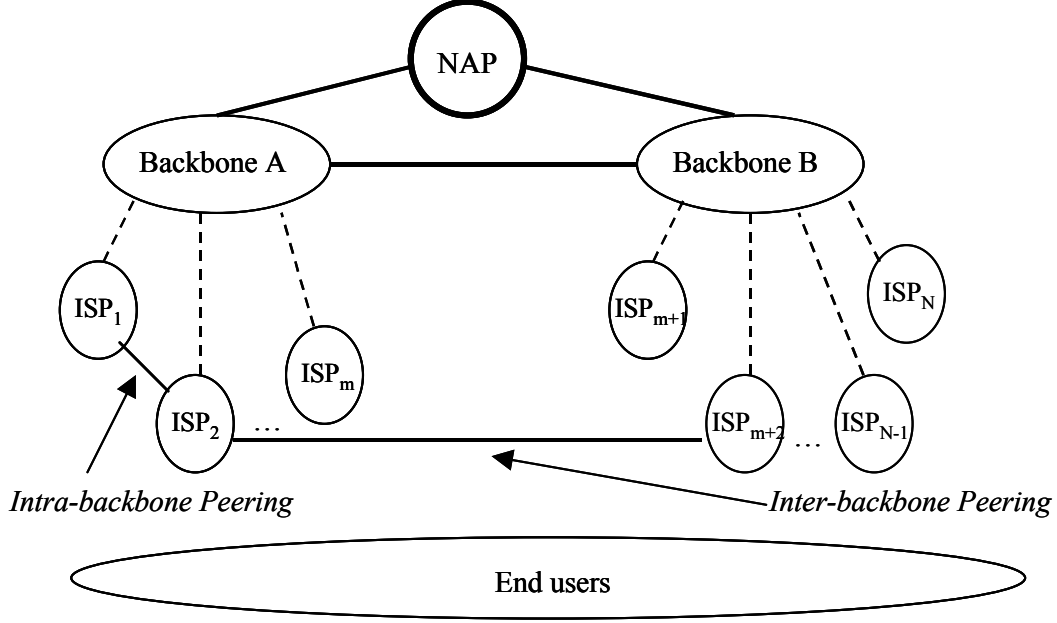 NAP
Backbone A
Backbone B
ISP1
ISPm+1
ISPN
ISPm
ISP2
...
ISPm+2
...
ISPN-1
Intra-backbone Peering
Inter-backbone Peering
End users